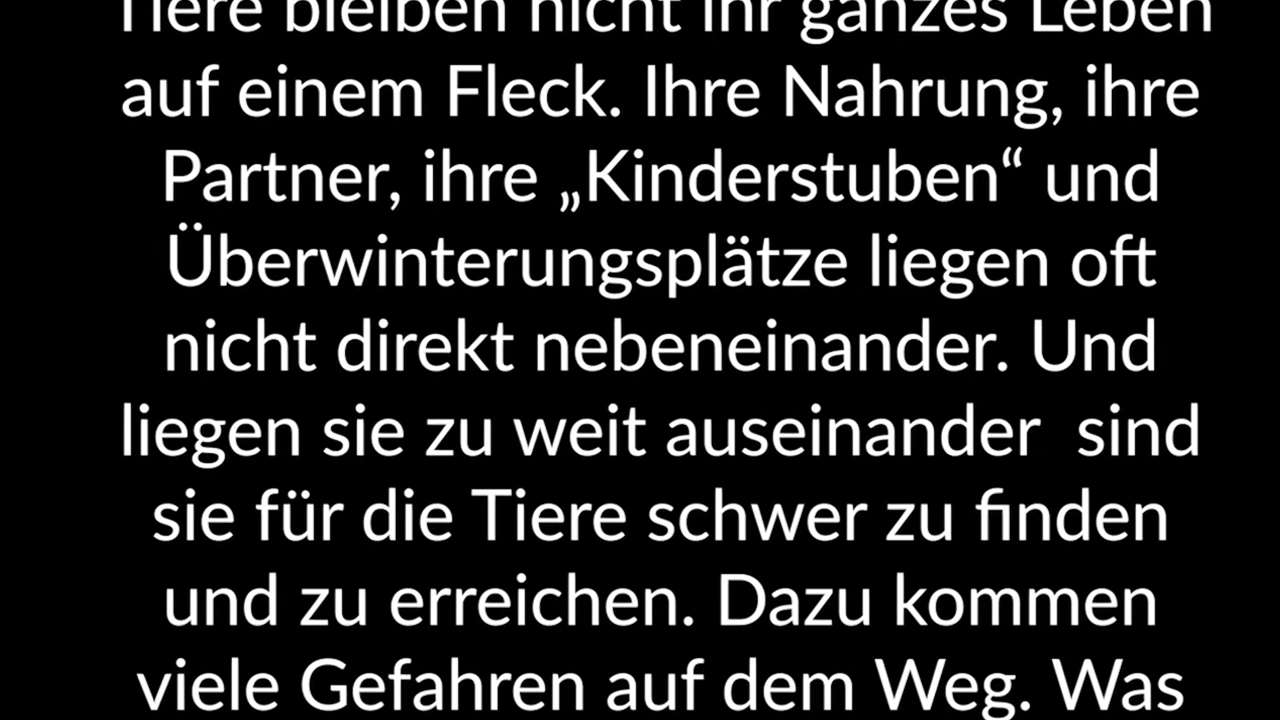 Tiere bleiben nicht ihr ganzes Leben
auf einem Fleck. Ihre Nahrung, ihre
Partner, ihre „Kinderstuben“ und
Überwinterungsplätze liegen oft
nicht direkt nebeneinander. Und
liegen sie zu weit auseinander  sind
sie für die Tiere schwer zu finden
und zu erreichen. Dazu kommen
viele Gefahren auf dem Weg. Was